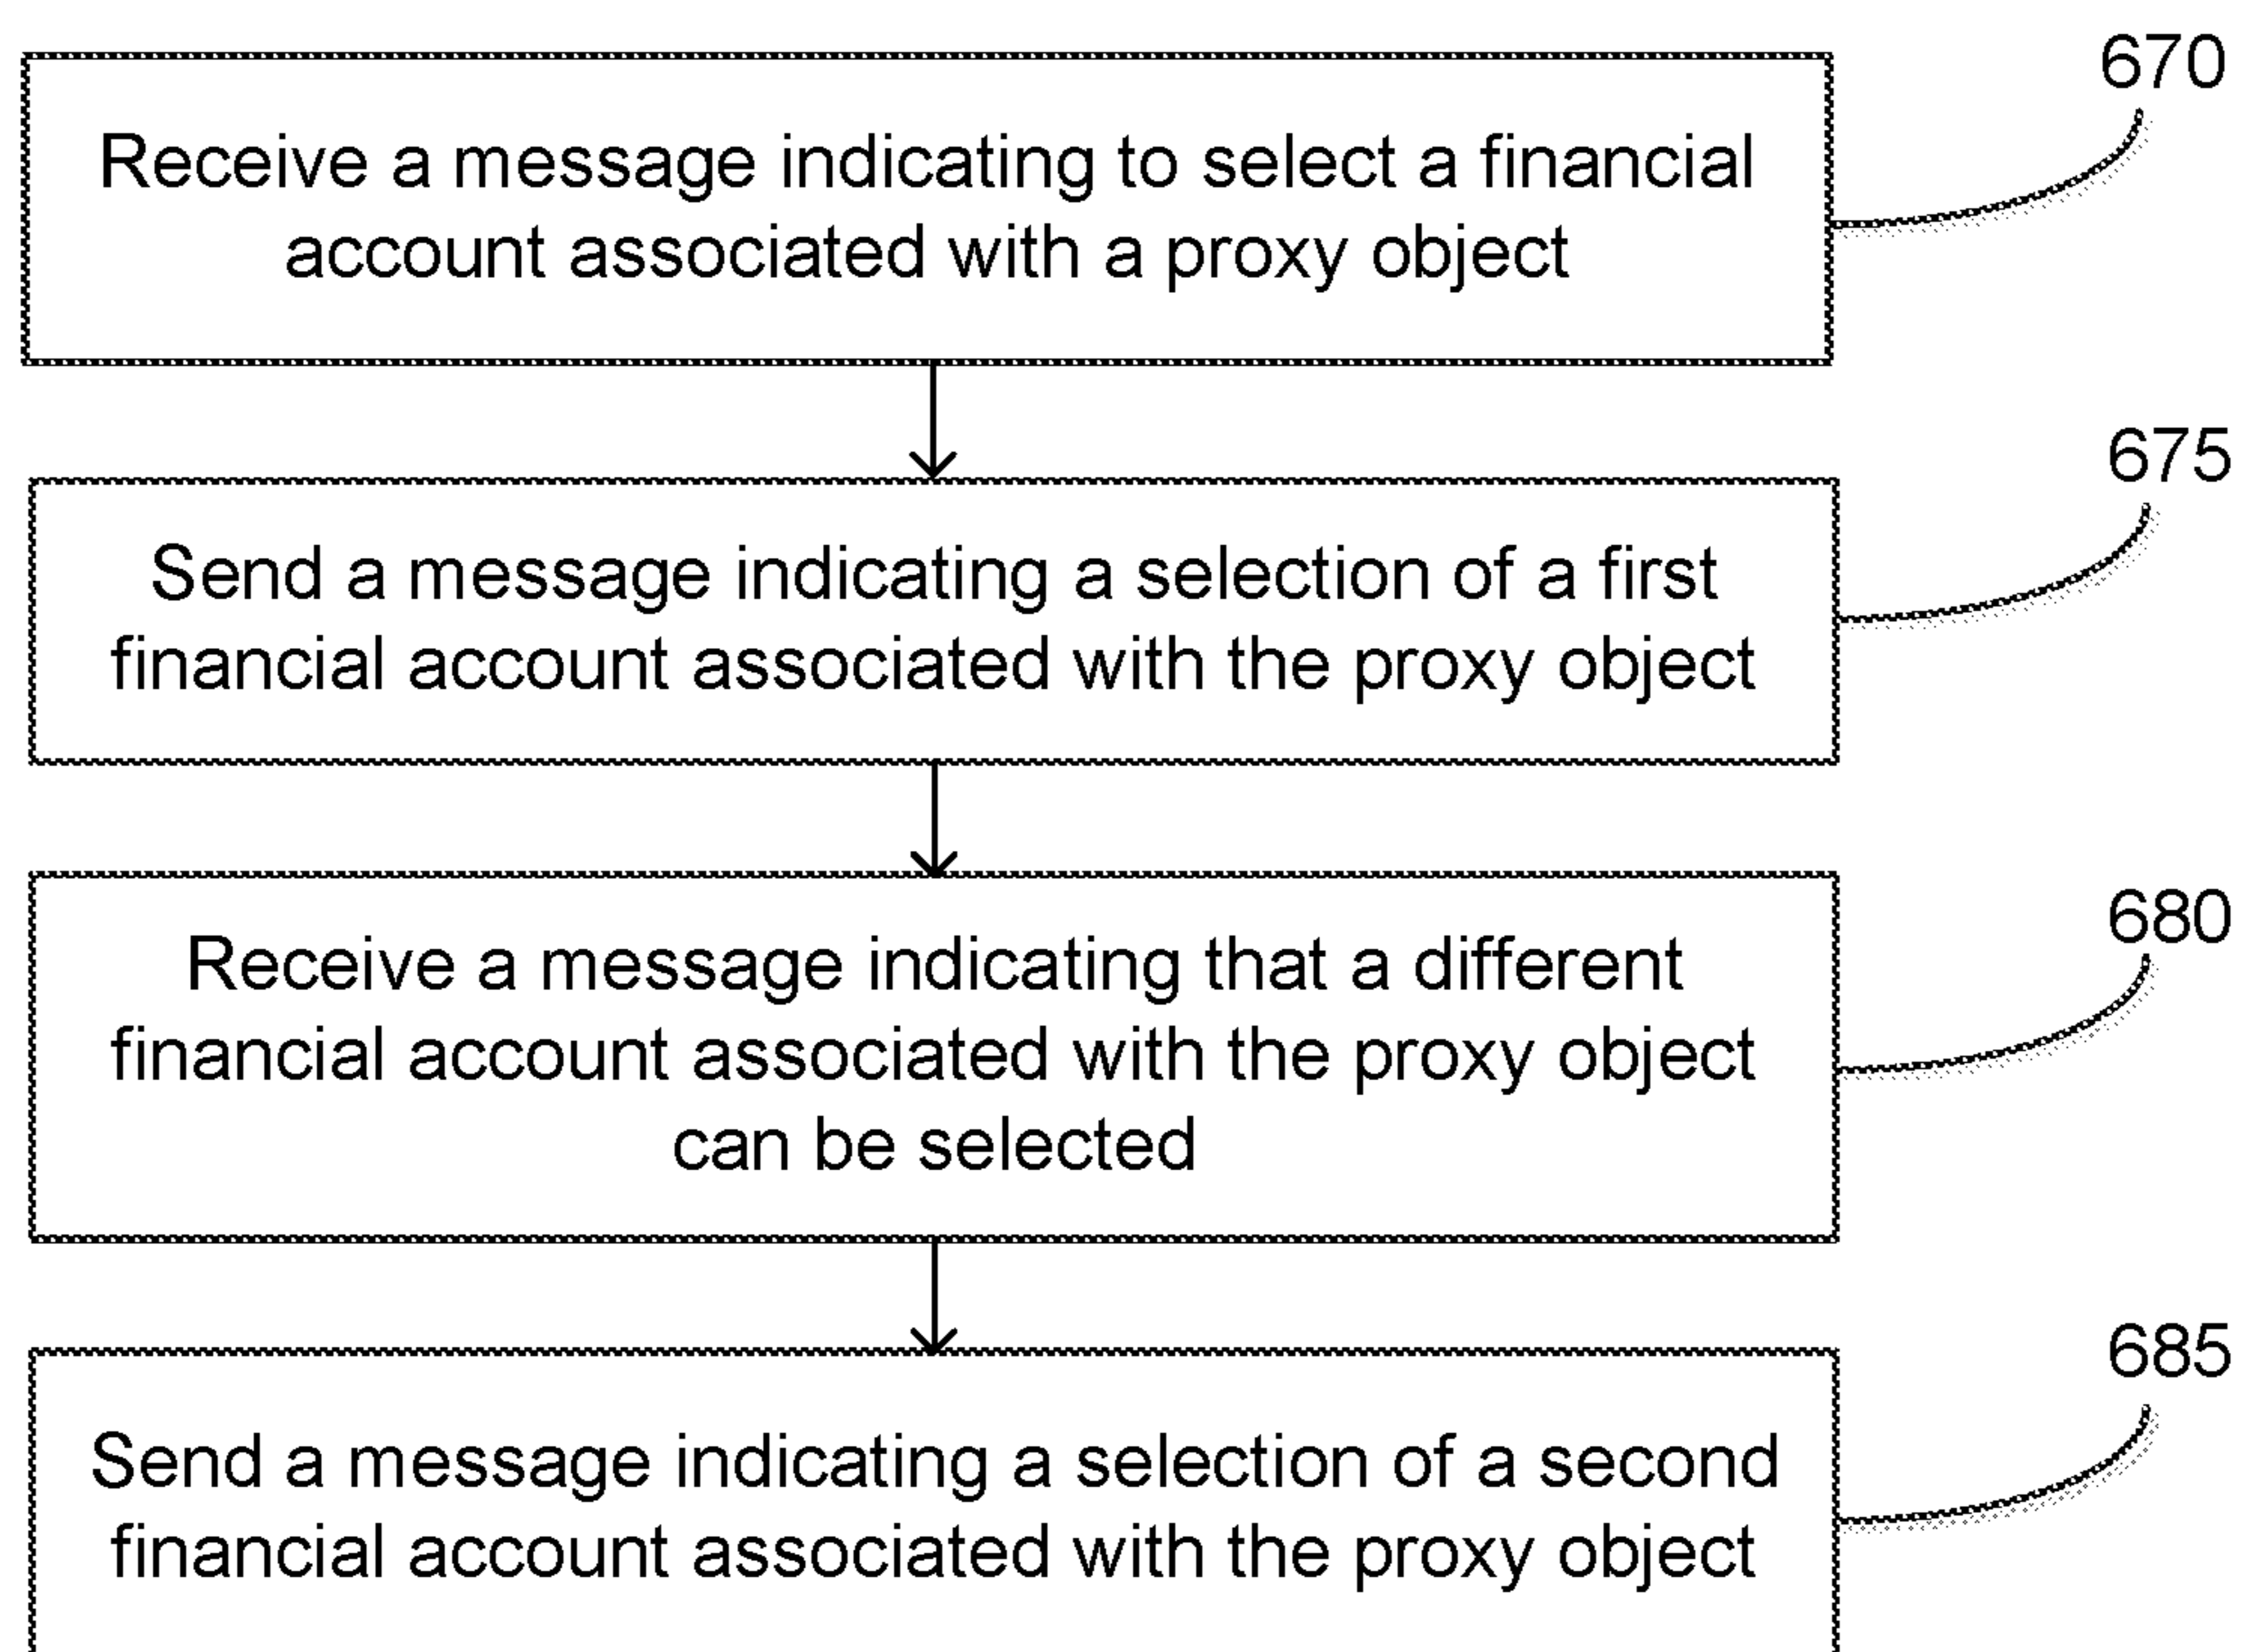 670
Receive a message indicating to select a financial
account associated with a proxy object
675
Send a message indicating a selection of a first
financial account associated with the proxy object
680
Receive a message indicating that a different
financial account associated with the proxy object
can be selected
685
Send a message indicating a selection of a second
financial account associated with the proxy object